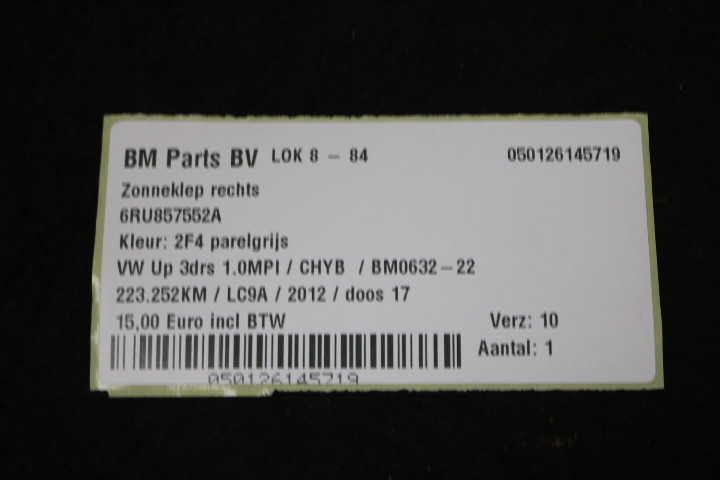 BM Parts BV LOK 8 - 84 050126145719
Zonneklep rechts
6RU857552A
Kleur: 2F4 parelgrijs
VW Up 3drs 1.0MPI / CHYB / BM0632-22
223.252KM / LC9A / 2012 / doos 17
15,00 Euro incl BTW Verz: 10
Aantal: 1
050126145719